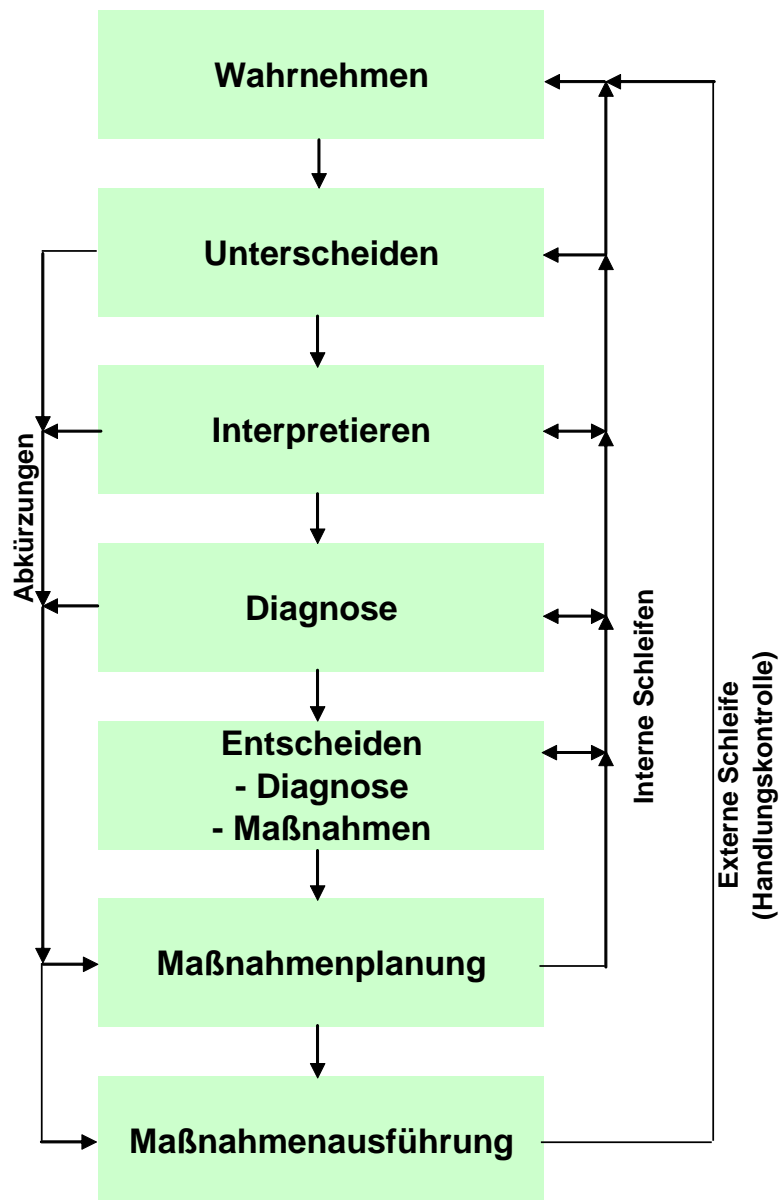 Wahrnehmen
Unterscheiden
Interpretieren
Diagnose
Entscheiden
- Diagnose
- Maßnahmen
Maßnahmenplanung
Maßnahmenausführung
Abkürzungen
Interne Schleifen
Externe Schleife
(Handlungskontrolle)